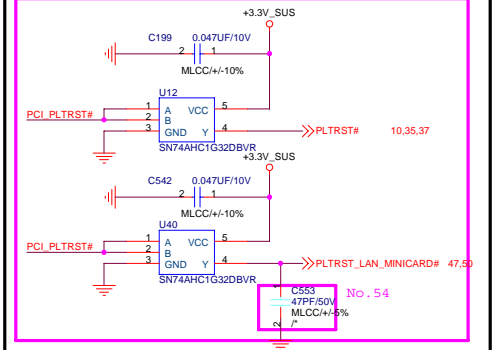 +3.3V_SUS
C199 0.047UF/10V
2 1
MLCC/+/-10%
U12
PCI_PLTRST# 1 A VCC 5
2 B
3 GND Y 4 PLTRST# 10,35,37
SN74AHC1G32DBVR
+3.3V_SUS
C542 0.047UF/10V
2 1
MLCC/+/-10%
U40
PCI_PLTRST# 1 A VCC 5
2 B
3 GND Y 4 PLTRST_LAN_MINICARD# 47,50
SN74AHC1G32DBVR
1
C553 No.54
47PF/50V
MLCC/+/-5%
2 /*